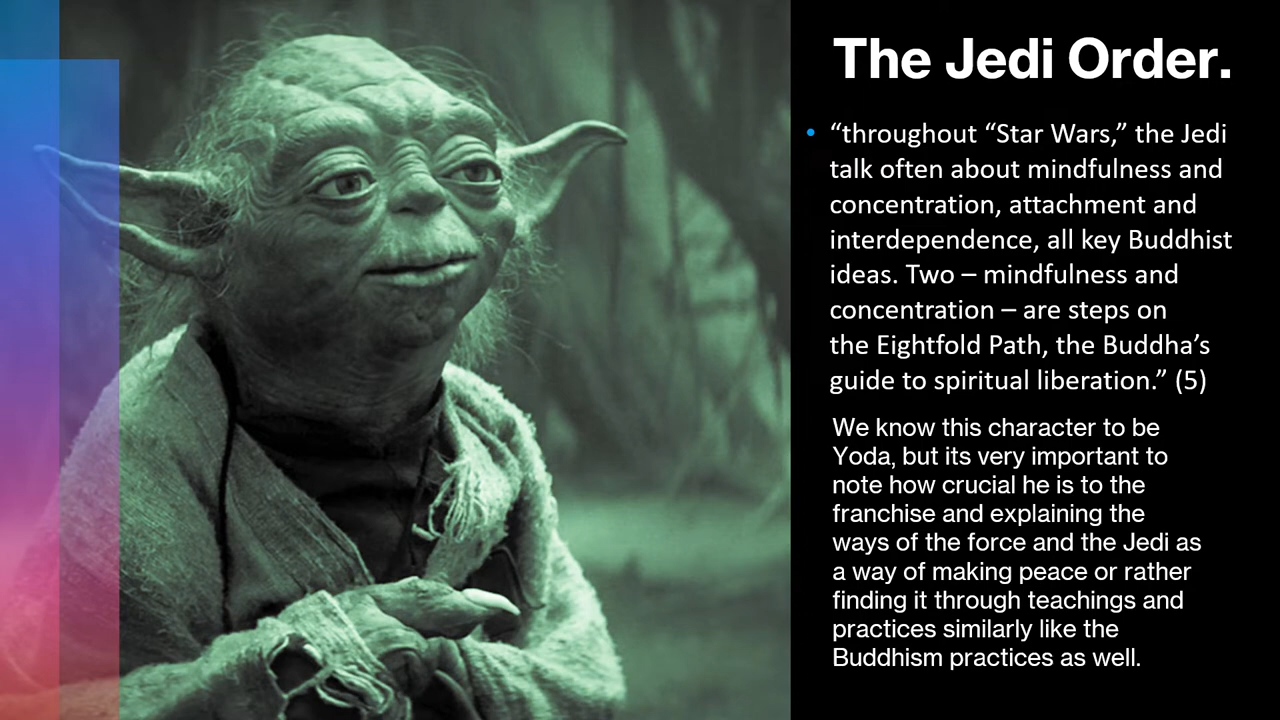 The Jedi Order.
• “throughout “Star Wars,” the Jedi
talk often about mindfulness and
concentration, attachment and
interdependence, all key Buddhist
ideas. Two – mindfulness and
concentration – are steps on
the Eightfold Path, the Buddha’s
guide to spiritual liberation.” (5)
We know this character to be
Yoda, but its very important to
note how crucial he is to the
franchise and explaining the
ways of the force and the Jedi as
a way of making peace or rather
finding it through teachings and
practices similarly like the
Buddhism practices as well.